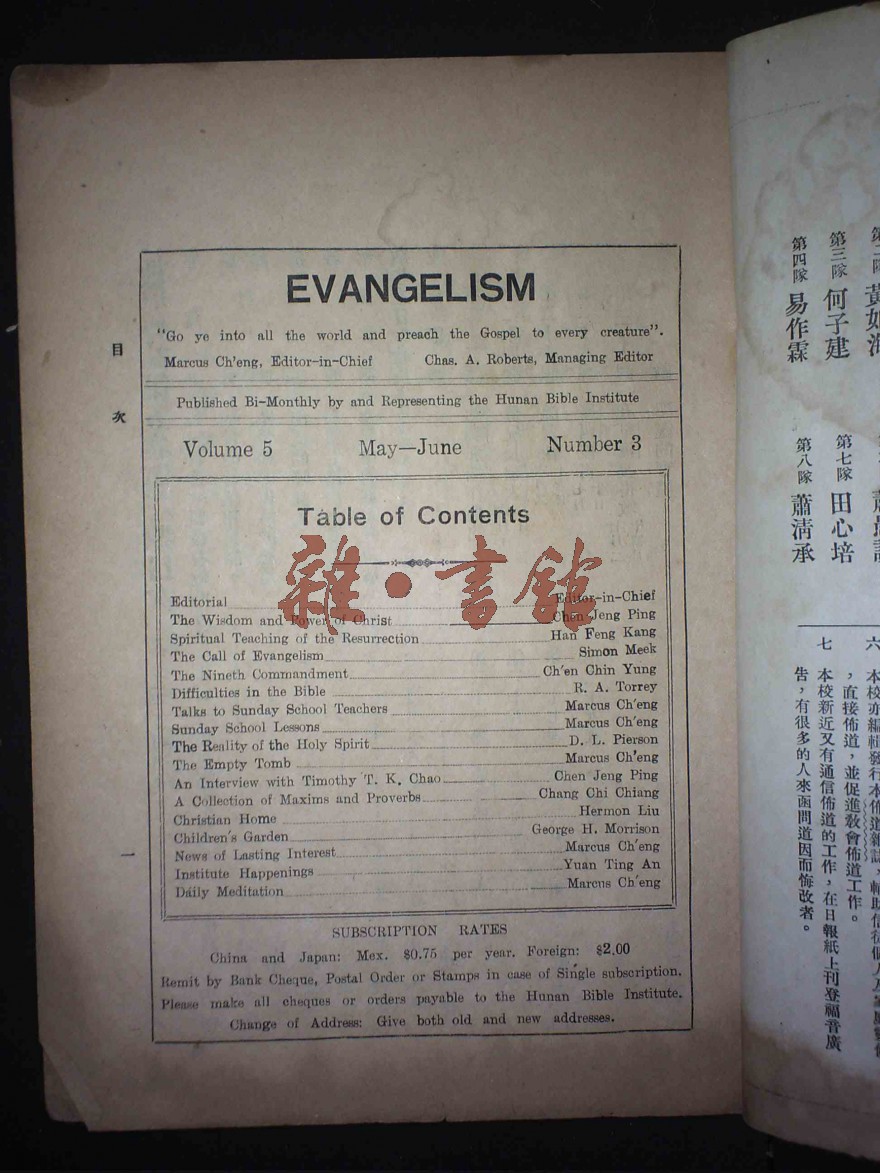 EVANGELISM
"Go ye into all the world and preach the Gospel to every creature".
Marcus Ch'eng, Editor-in-Chief Chas. A. Roberts, Managing Editor
Published Bi-Monthly by and Representing the Hunan Bible Institute
Volume 5 May—June Number 3
Table of Contents
Editorial Editor-in-Chief
The Wisdom and Power of Christ Chen Jeng Ping
Spiritual Teaching of the Resurrection Han Feng Kang
The Call of Evangelism Simon Meek
The Nineth Commandment Ch'en Chin Yung
Difficulties in the Bible R. A. Torrey
Talks to Sunday School Teachers Marcus Ch'eng
Sunday School Lessons Marcus Ch'eng
The Reality of the Holy Spirit D. L. Pierson
The Empty Tomb Marcus Ch'eng
An Interview with Timothy T. K. Chao Chen Jeng Ping
A Collection of Maxims and Proverbs Chang Chi Chiang
Christian Home Hermon Liu
Children's Garden George H. Morrison
News of Lasting Interest Marcus Ch'eng
Institute Happenings Yuan Ting An
Daily Meditation Marcus Ch'eng
SUBSCRIPTION RATES
China and Japan: Mex. $0.75 per year. Foreign: $2.00
Remit by Bank Cheque, Postal Order or Stamps in case of Single subscription.
Please make all cheques or orders payable to the Hunan Bible Institute.
Change of Address: Give both old and new addresses.
目次
一
雜·書館
第三隊 何子建
第四隊 易作霖
第七隊 田心培
第八隊 蕭淸承
六
，直接佈道，並促進敎會佈道工作。
七 本校新近又有通信佈道的工作，在日報紙上刊登福音廣
告，有很多的人來函問道因而悔改者。